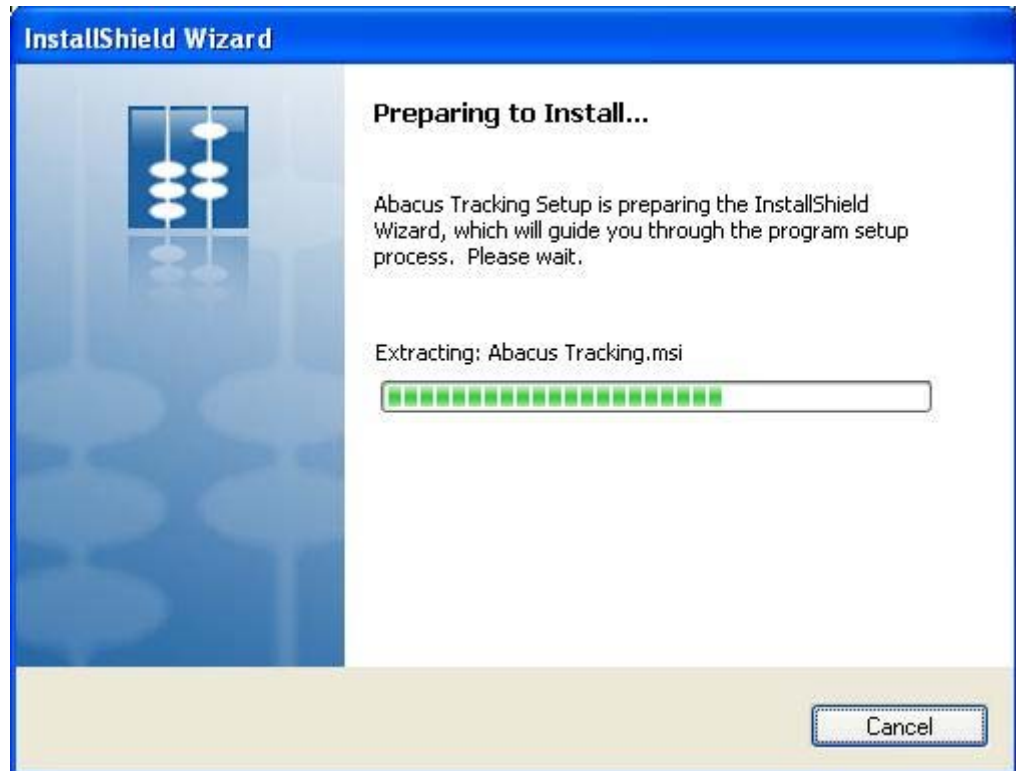 InstallShield Wizard
Preparing to Install...
Abacus Tracking Setup is preparing the InstallShield
Wizard, which will guide you through the program setup
process.  Please wait.
Extracting: Abacus Tracking.msi
Cancel